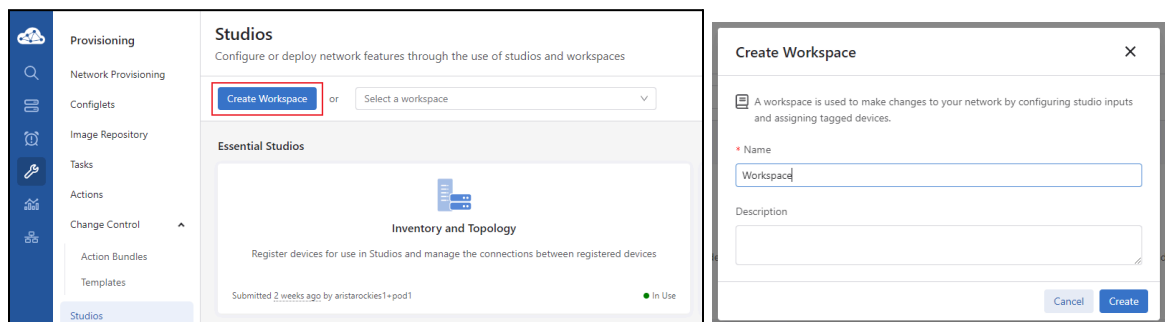 Provisioning
Network Provisioning
Configlets
Image Repository
Tasks
Actions
Change Control
Action Bundles
Templates
Studios
Studios
Configure or deploy network features through the use of studios and workspaces
Create Workspace or Select a workspace
Essential Studios
Inventory and Topology
Register devices for use in Studios and manage the connections between registered devices
Submitted 2 weeks ago by aristarockies1+pod1 In Use
Create Workspace
A workspace is used to make changes to your network by configuring studio inputs
and assigning tagged devices.
* Name
Workspace
Description
Cancel Create